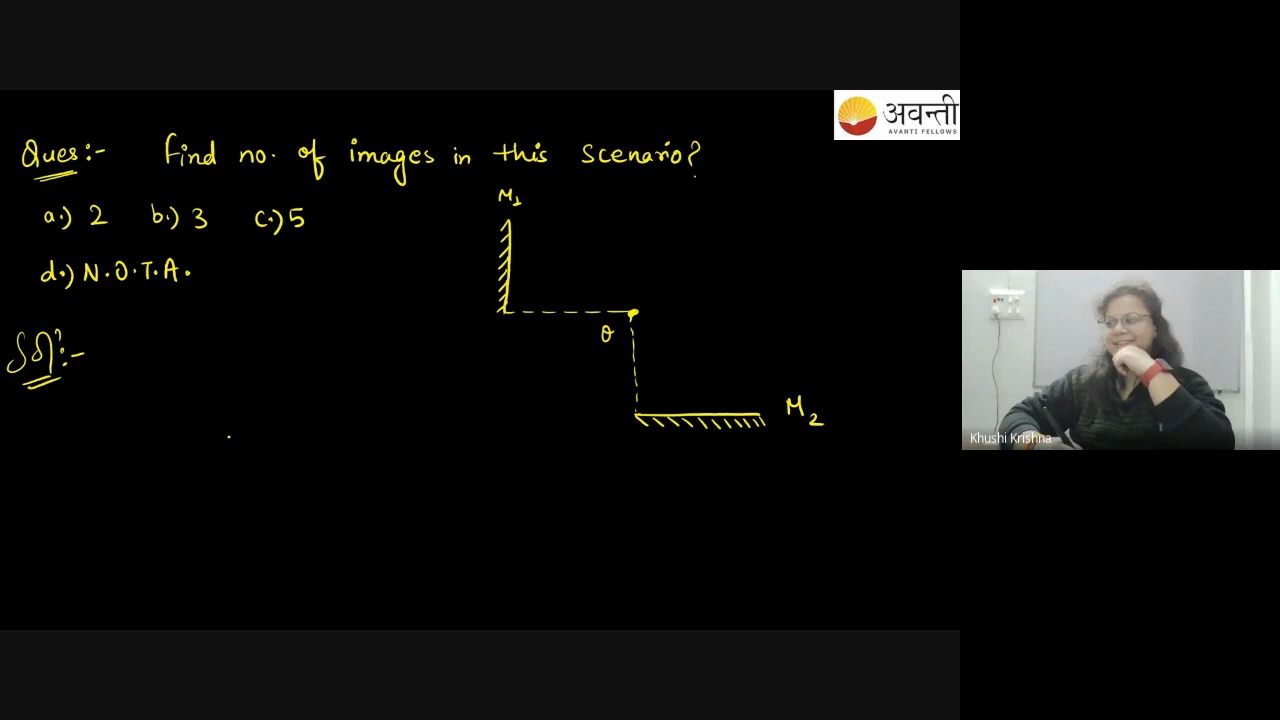 अवन्ती
AVANTI FELLOWS
Ques:- Find no. of images in this scenario?
a.) 2 b.) 3 c.) 5
d.) N.O.T.A.
M1
θ
M2
Sol:-
Khushi Krishna